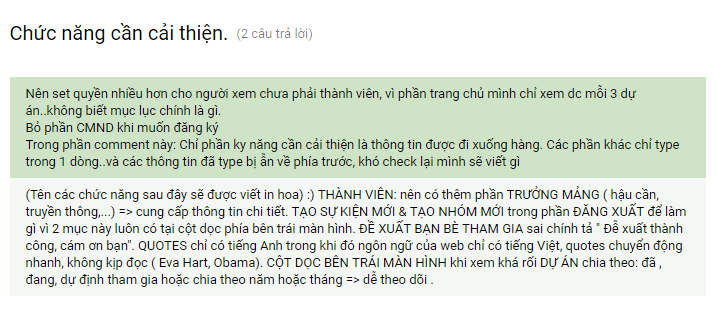 Chức năng cần cải thiện. (2 câu trả lời)
Nên set quyền nhiều hơn cho người xem chưa phải thành viên, vì phần trang chủ mình chỉ xem dc mỗi 3 dự
án..không biết mục lục chính là gì.
Bỏ phần CMND khi muốn đăng ký
Trong phần comment này: Chỉ phần kỹ năng cần cải thiện là thông tin được đi xuống hàng. Các phần khác chỉ type
trong 1 dòng..và các thông tin đã type bị ẩn về phía trước, khó check lại mình sẽ viết gì
(Tên các chức năng sau đây sẽ được viết in hoa) :) THÀNH VIÊN: nên có thêm phần TRƯỞNG MẢNG ( hậu cần,
truyền thông,...) => cung cấp thông tin chi tiết. TẠO SỰ KIỆN MỚI & TẠO NHÓM MỚI trong phần ĐĂNG XUẤT để làm
gì vì 2 mục này luôn có tại cột dọc phía bên trái màn hình. ĐỀ XUẤT BẠN BÈ THAM GIA sai chính tả " Đễ xuất thành
công, cám ơn bạn". QUOTES chỉ có tiếng Anh trong khi đó ngôn ngữ của web chỉ có tiếng Việt, quotes chuyển động
nhanh, không kịp đọc ( Eva Hart, Obama). CỘT DỌC BÊN TRÁI MÀN HÌNH khi xem khá rối DỰ ÁN chia theo: đã ,
đang, dự định tham gia hoặc chia theo năm hoặc tháng => dễ theo dõi .